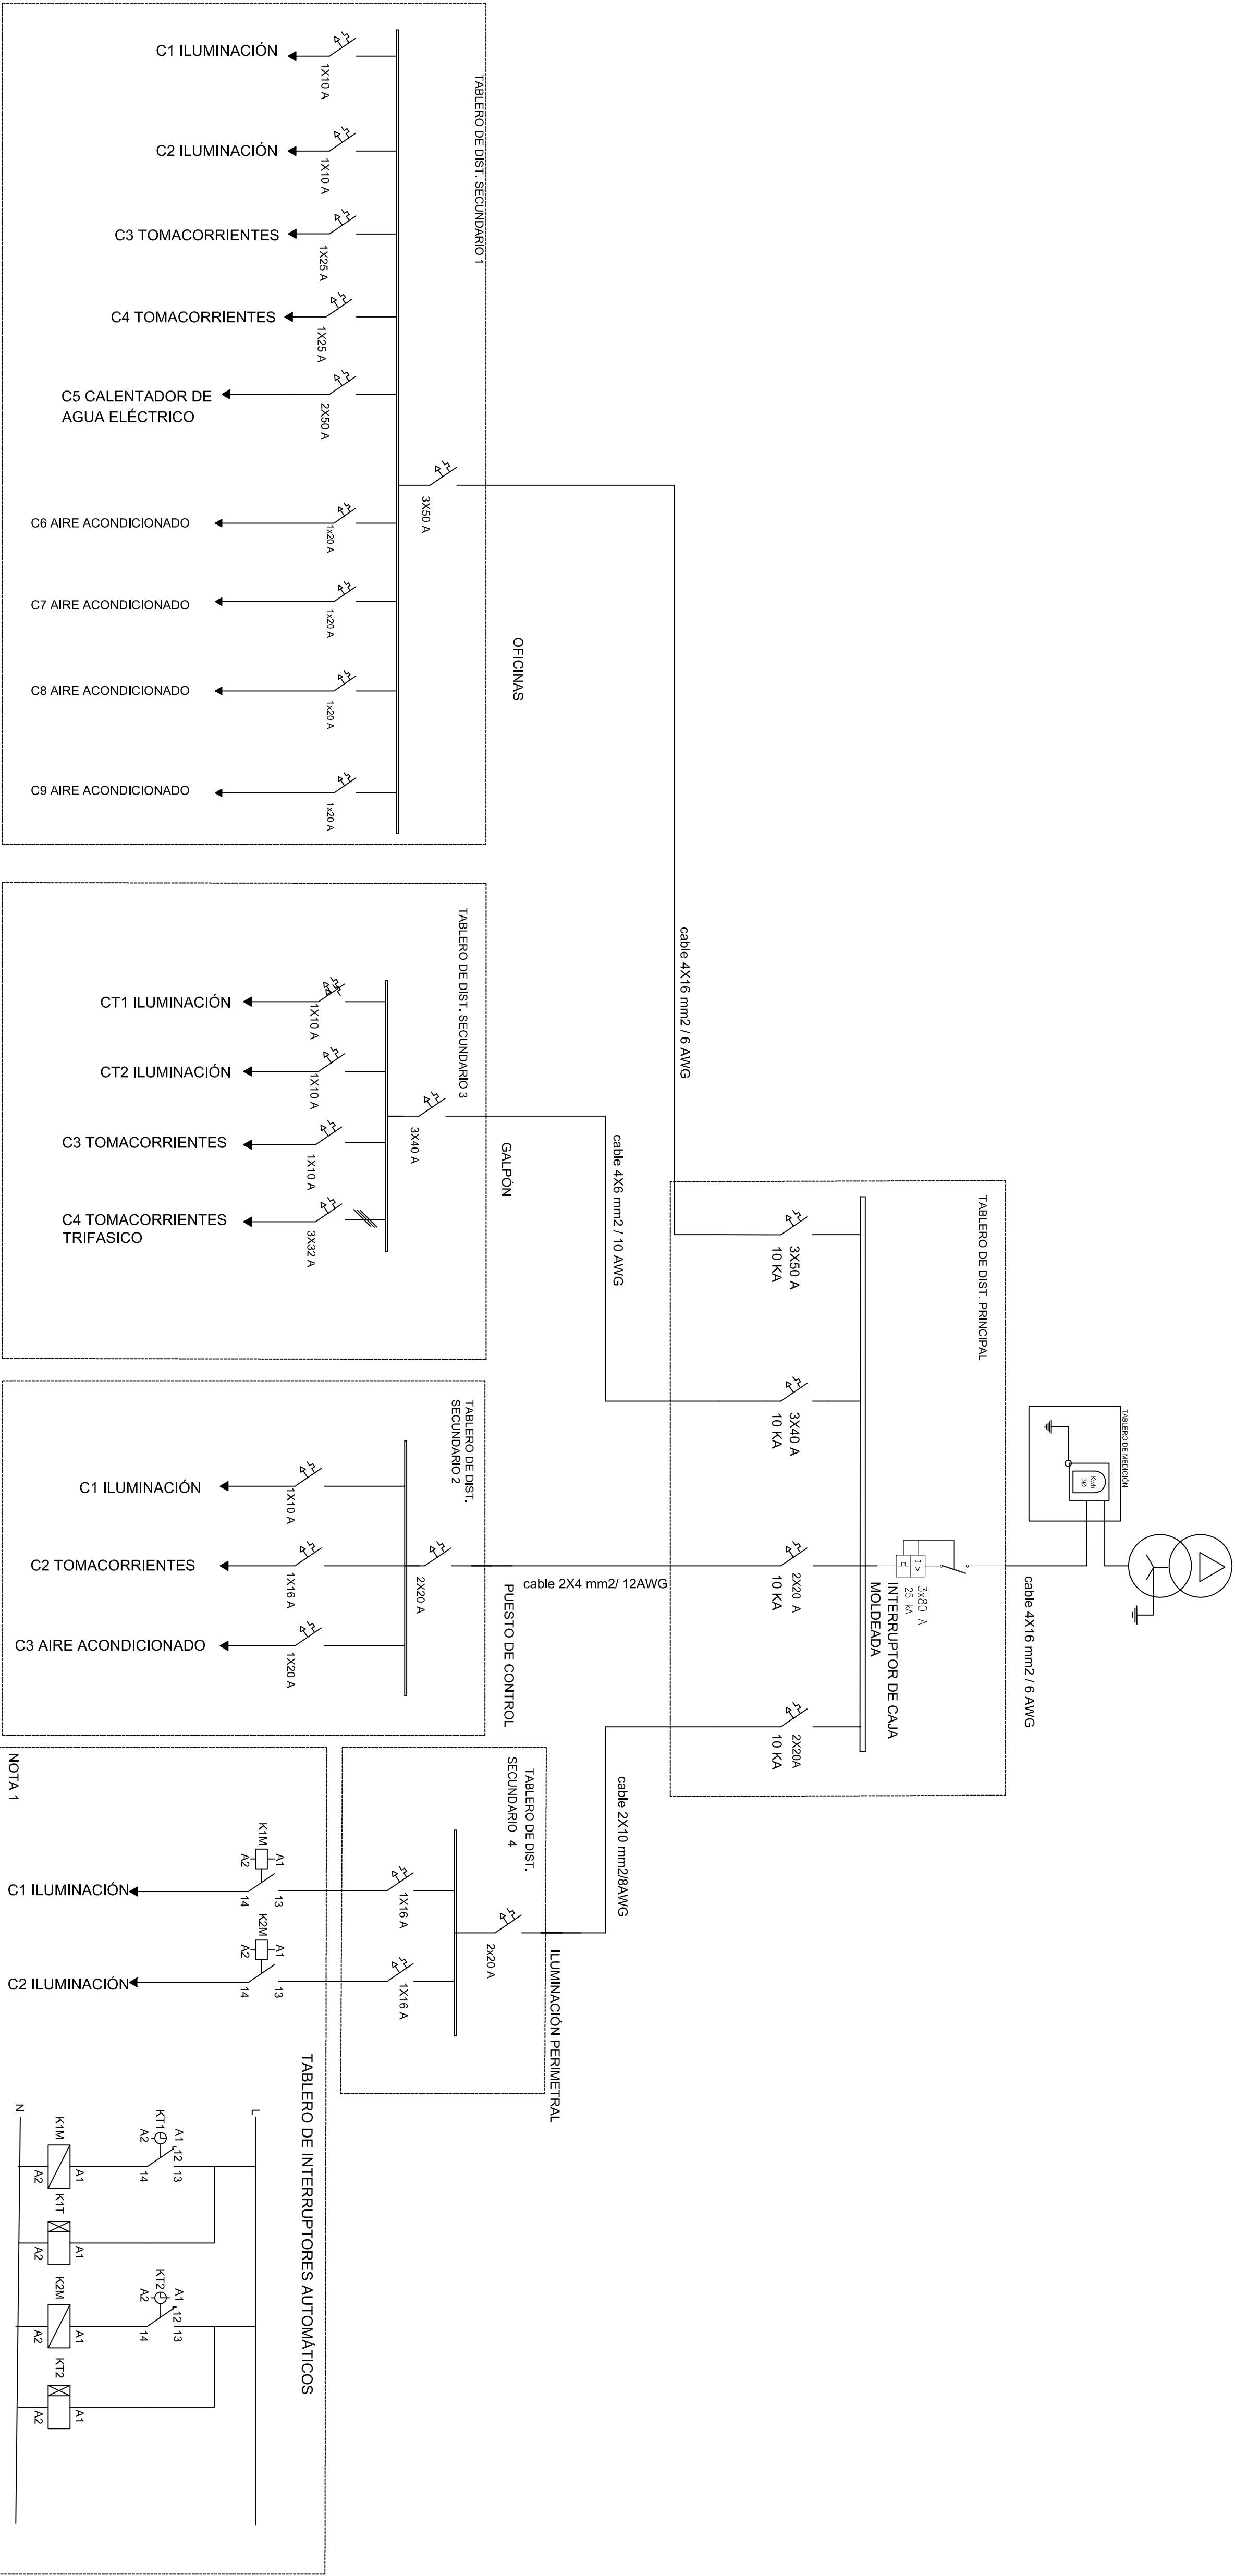 TABLERO DE MEDICIÓN
Kwh
3Ø
cable 4X16 mm2 / 6 AWG
TABLERO DE DIST. PRINCIPAL
I >
3x80 A
25 kA
INTERRUPTOR DE CAJA
MOLDEADA
3X50 A
10 KA
3X40 A
10 KA
2X20 A
10 KA
2X20A
10 KA
cable 4X16 mm2 / 6 AWG
cable 4X6 mm2 / 10 AWG
cable 2X4 mm2/ 12AWG
cable 2X10 mm2/8AWG
OFICINAS
TABLERO DE DIST. SECUNDARIO 1
3X50 A
1X10 A
C1 ILUMINACIÓN
1X10 A
C2 ILUMINACIÓN
1X25 A
C3 TOMACORRIENTES
1X25 A
C4 TOMACORRIENTES
2X50 A
C5 CALENTADOR DE
AGUA ELÉCTRICO
1x20 A
C6 AIRE ACONDICIONADO
1x20 A
C7 AIRE ACONDICIONADO
1x20 A
C8 AIRE ACONDICIONADO
1x20 A
C9 AIRE ACONDICIONADO
GALPÓN
TABLERO DE DIST. SECUNDARIO 3
3X40 A
1X10 A
CT1 ILUMINACIÓN
1X10 A
CT2 ILUMINACIÓN
1X10 A
C3 TOMACORRIENTES
3X32 A
C4 TOMACORRIENTES
TRIFASICO
PUESTO DE CONTROL
TABLERO DE DIST.
SECUNDARIO 2
2X20 A
1X10 A
C1 ILUMINACIÓN
1X16 A
C2 TOMACORRIENTES
1X20 A
C3 AIRE ACONDICIONADO
ILUMINACIÓN PERIMETRAL
TABLERO DE DIST.
SECUNDARIO 4
2x20 A
1X16 A
1X16 A
TABLERO DE INTERRUPTORES AUTOMÁTICOS
NOTA 1
K1M
A1
A2
13
14
C1 ILUMINACIÓN
K2M
A1
A2
13
14
C2 ILUMINACIÓN
L
KT1
A1
A2
12
13
14
K1M
A1
A2
K1T
A1
A2
KT2
A1
A2
12
13
14
K2M
A1
A2
KT2
A1
A2
N